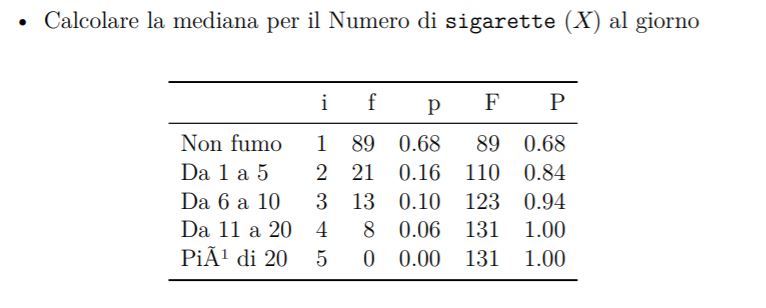 • Calcolare la mediana per il Numero di sigarette (X) al giorno
i f p F P
Non fumo 1 89 0.68 89 0.68
Da 1 a 5 2 21 0.16 110 0.84
Da 6 a 10 3 13 0.10 123 0.94
Da 11 a 20 4 8 0.06 131 1.00
PiÃ¹ di 20 5 0 0.00 131 1.00